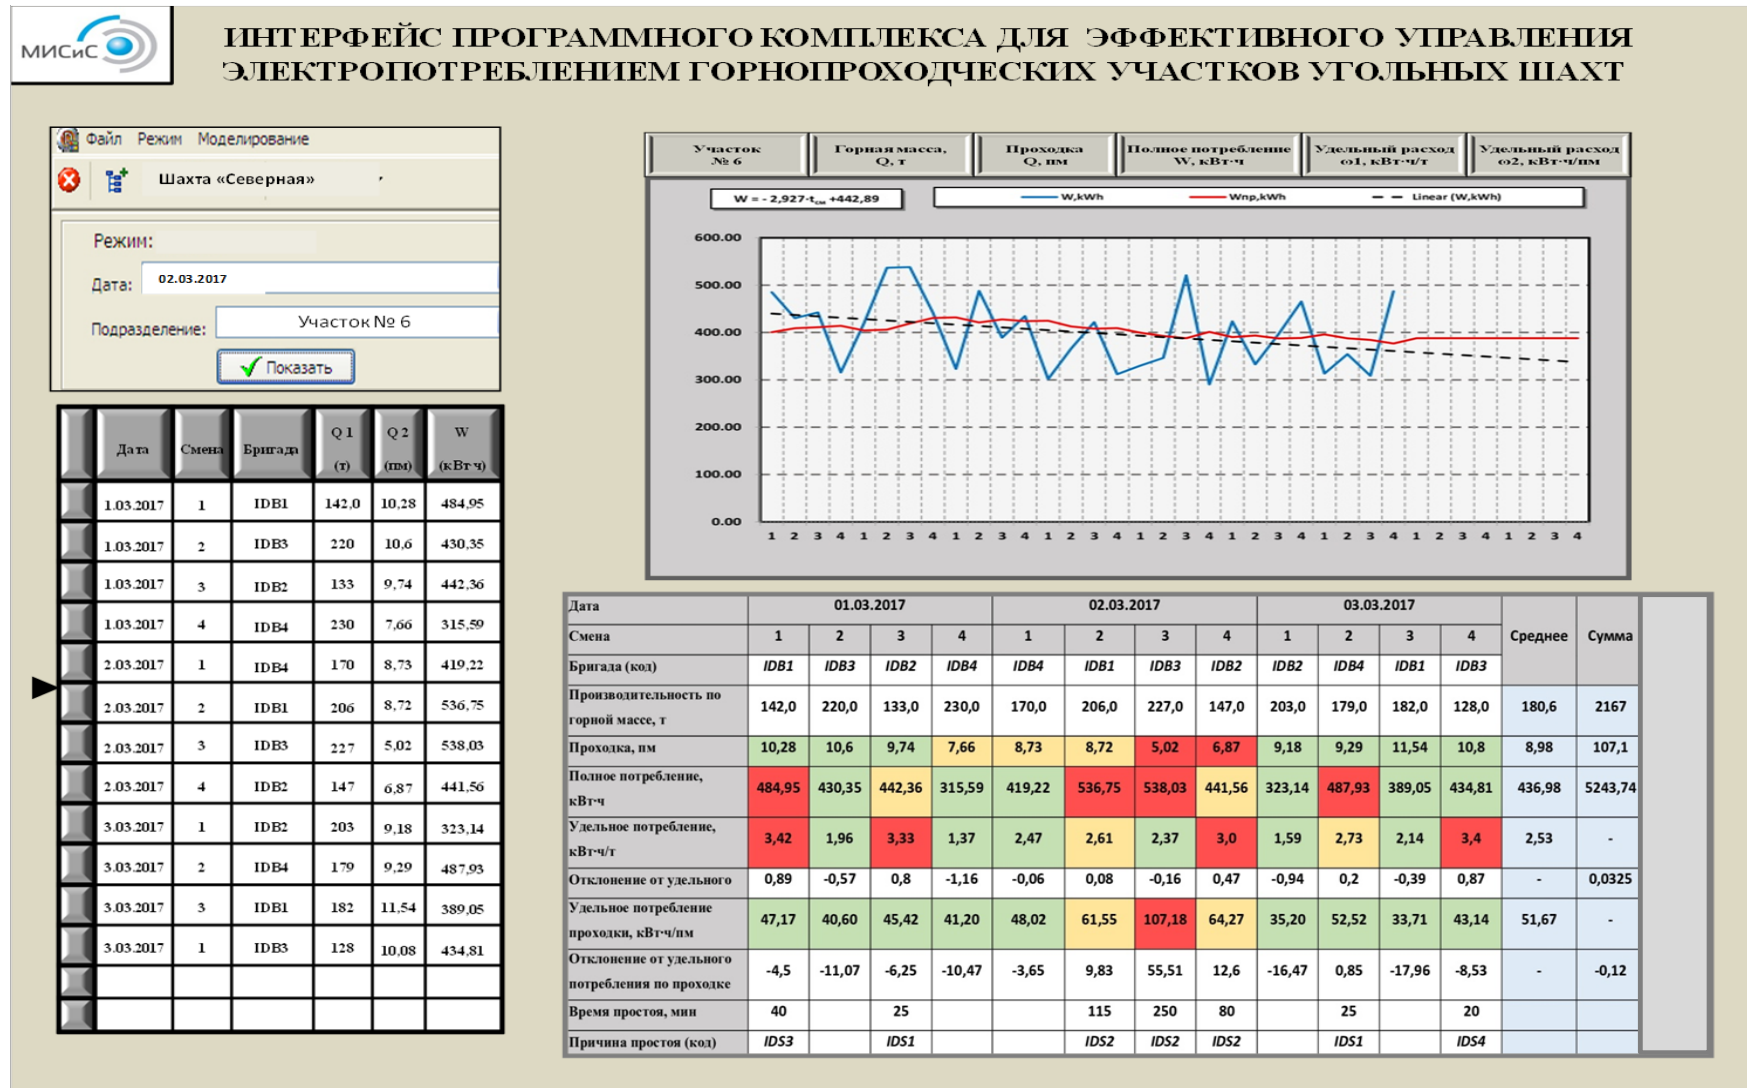 МИСиС
ИНТЕРФЕЙС ПРОГРАММНОГО КОМПЛЕКСА ДЛЯ ЭФФЕКТИВНОГО УПРАВЛЕНИЯ
ЭЛЕКТРОПОТРЕБЛЕНИЕМ ГОРНОПРОХОДЧЕСКИХ УЧАСТКОВ УГОЛЬНЫХ ШАХТ
Файл Режим Моделирование
Шахта «Северная»
Режим:
Дата: 02.03.2017
Подразделение: Участок № 6
Показать
Дата Смена Бригада Q 1 (т) Q 2 (пм) W (кВт ч)
1.03.2017 1 IDB1 142,0 10,28 484,95
1.03.2017 2 IDB3 220 10,6 430,35
1.03.2017 3 IDB2 133 9,74 442,36
1.03.2017 4 IDB4 230 7,66 315,59
2.03.2017 1 IDB4 170 8,73 419,22
2.03.2017 2 IDB1 206 8,72 536,75
2.03.2017 3 IDB3 227 5,02 538,03
2.03.2017 4 IDB2 147 6,87 441,56
3.03.2017 1 IDB2 203 9,18 323,14
3.03.2017 2 IDB4 179 9,29 487,93
3.03.2017 3 IDB1 182 11,54 389,05
3.03.2017 1 IDB3 128 10,08 434,81
Участок № 6
Горная масса, Q, т
Проходка Q, пм
Полное потребление W, кВт·ч
Удельный расход ω1, кВт·ч/т
Удельный расход ω2, кВт·ч/пм
W = - 2,927·tсм +442,89
W,kWh Wпр,kWh Linear (W,kWh)
600.00
500.00
400.00
300.00
200.00
100.00
0.00
1 2 3 4 1 2 3 4 1 2 3 4 1 2 3 4 1 2 3 4 1 2 3 4 1 2 3 4 1 2 3 4 1 2 3 4
Дата 01.03.2017 02.03.2017 03.03.2017
Смена 1 2 3 4 1 2 3 4 1 2 3 4 Среднее Сумма
Бригада (код) IDB1 IDB3 IDB2 IDB4 IDB4 IDB1 IDB3 IDB2 IDB2 IDB4 IDB1 IDB3
Производительность по
горной массе, т 142,0 220,0 133,0 230,0 170,0 206,0 227,0 147,0 203,0 179,0 182,0 128,0 180,6 2167
Проходка, пм 10,28 10,6 9,74 7,66 8,73 8,72 5,02 6,87 9,18 9,29 11,54 10,8 8,98 107,1
Полное потребление,
кВт·ч 484,95 430,35 442,36 315,59 419,22 536,75 538,03 441,56 323,14 487,93 389,05 434,81 436,98 5243,74
Удельное потребление,
кВт·ч/т 3,42 1,96 3,33 1,37 2,47 2,61 2,37 3,0 1,59 2,73 2,14 3,4 2,53 -
Отклонение от удельного 0,89 -0,57 0,8 -1,16 -0,06 0,08 -0,16 0,47 -0,94 0,2 -0,39 0,87 - 0,0325
Удельное потребление
проходки, кВт·ч/пм 47,17 40,60 45,42 41,20 48,02 61,55 107,18 64,27 35,20 52,52 33,71 43,14 51,67 -
Отклонение от удельного
потребления по проходке -4,5 -11,07 -6,25 -10,47 -3,65 9,83 55,51 12,6 -16,47 0,85 -17,96 -8,53 - -0,12
Время простоя, мин 40 25 115 250 80 25 20
Причина простоя (код) IDS3 IDS1 IDS2 IDS2 IDS2 IDS1 IDS4